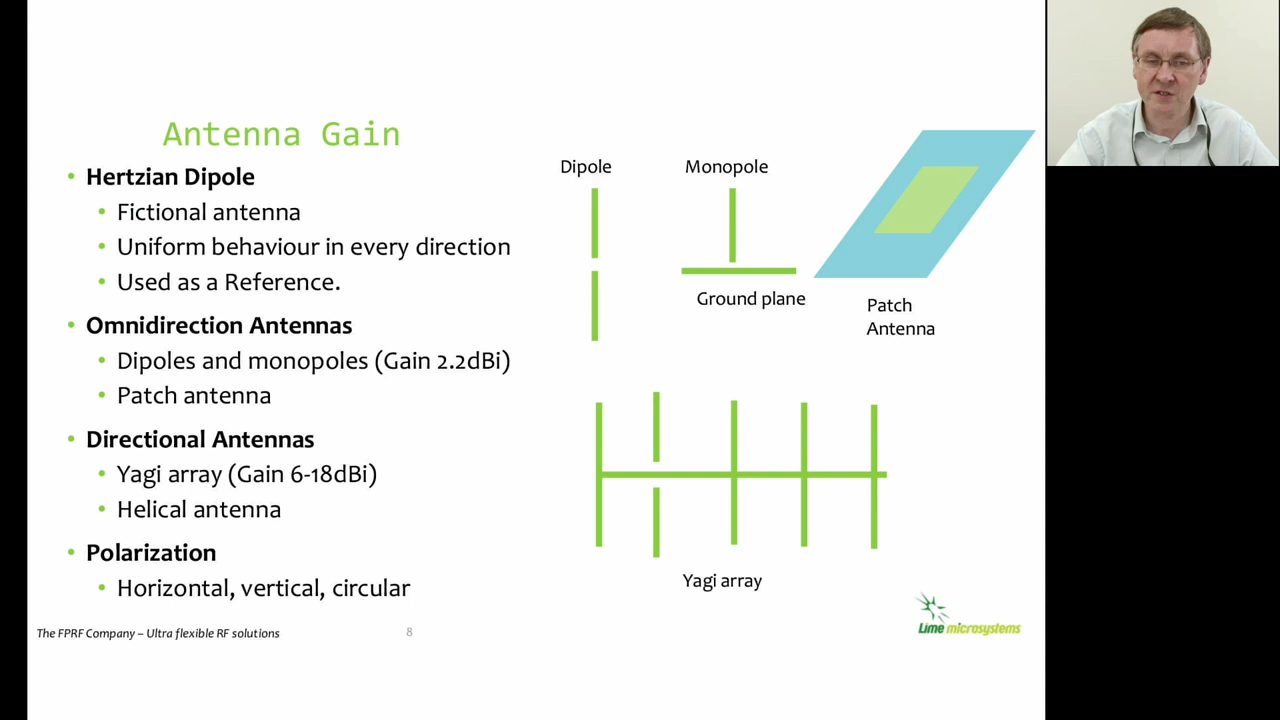 Antenna Gain
• Hertzian Dipole
• Fictional antenna
• Uniform behaviour in every direction
• Used as a Reference.
• Omnidirection Antennas
• Dipoles and monopoles (Gain 2.2dBi)
• Patch antenna
• Directional Antennas
• Yagi array (Gain 6-18dBi)
• Helical antenna
• Polarization
• Horizontal, vertical, circular
Dipole
Monopole
Ground plane
Patch
Antenna
Yagi array
The FPRF Company – Ultra flexible RF solutions
8
Lime microsystems